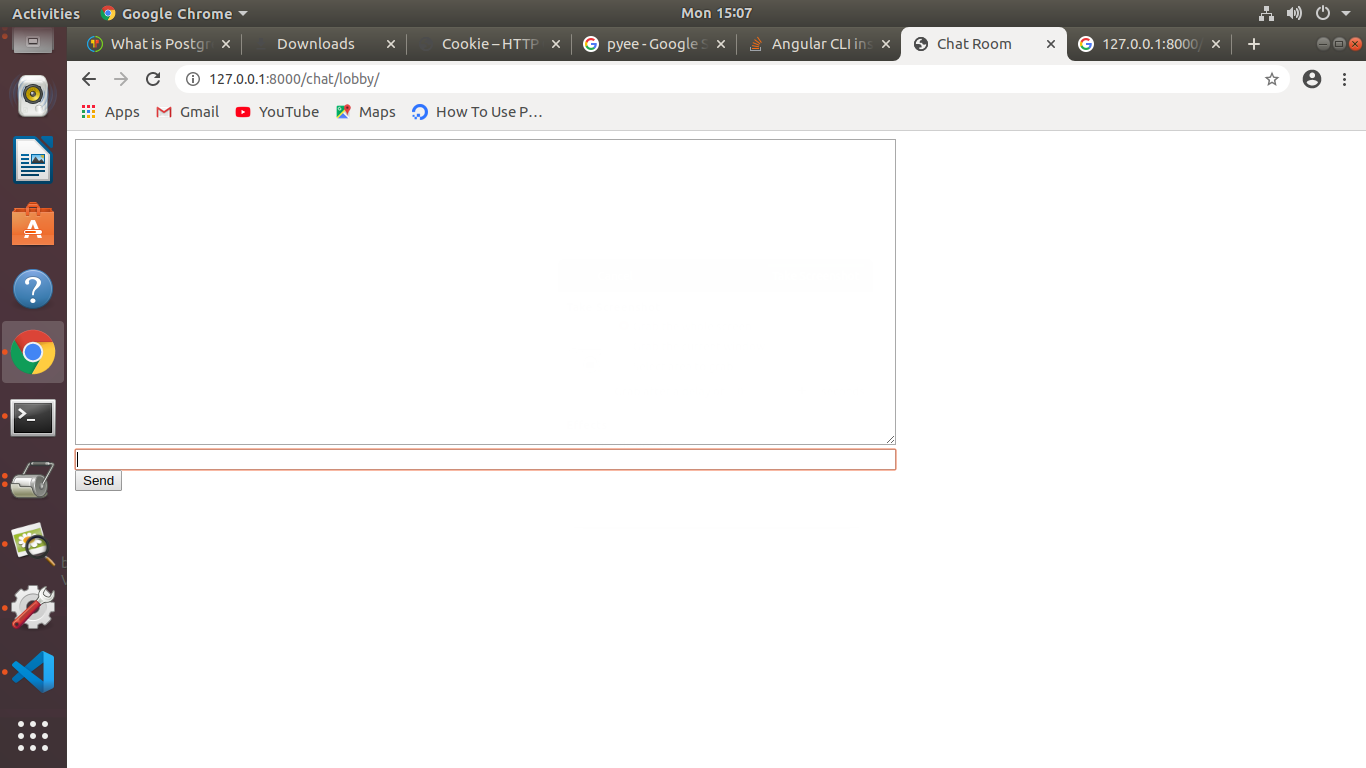 Activities Google Chrome Mon 15:07
What is Postgr Downloads Cookie – HTTP pyee - Google S Angular CLI ins Chat Room 127.0.0.1:8000/
127.0.0.1:8000/chat/lobby/
Apps Gmail YouTube Maps How To Use P…
Send